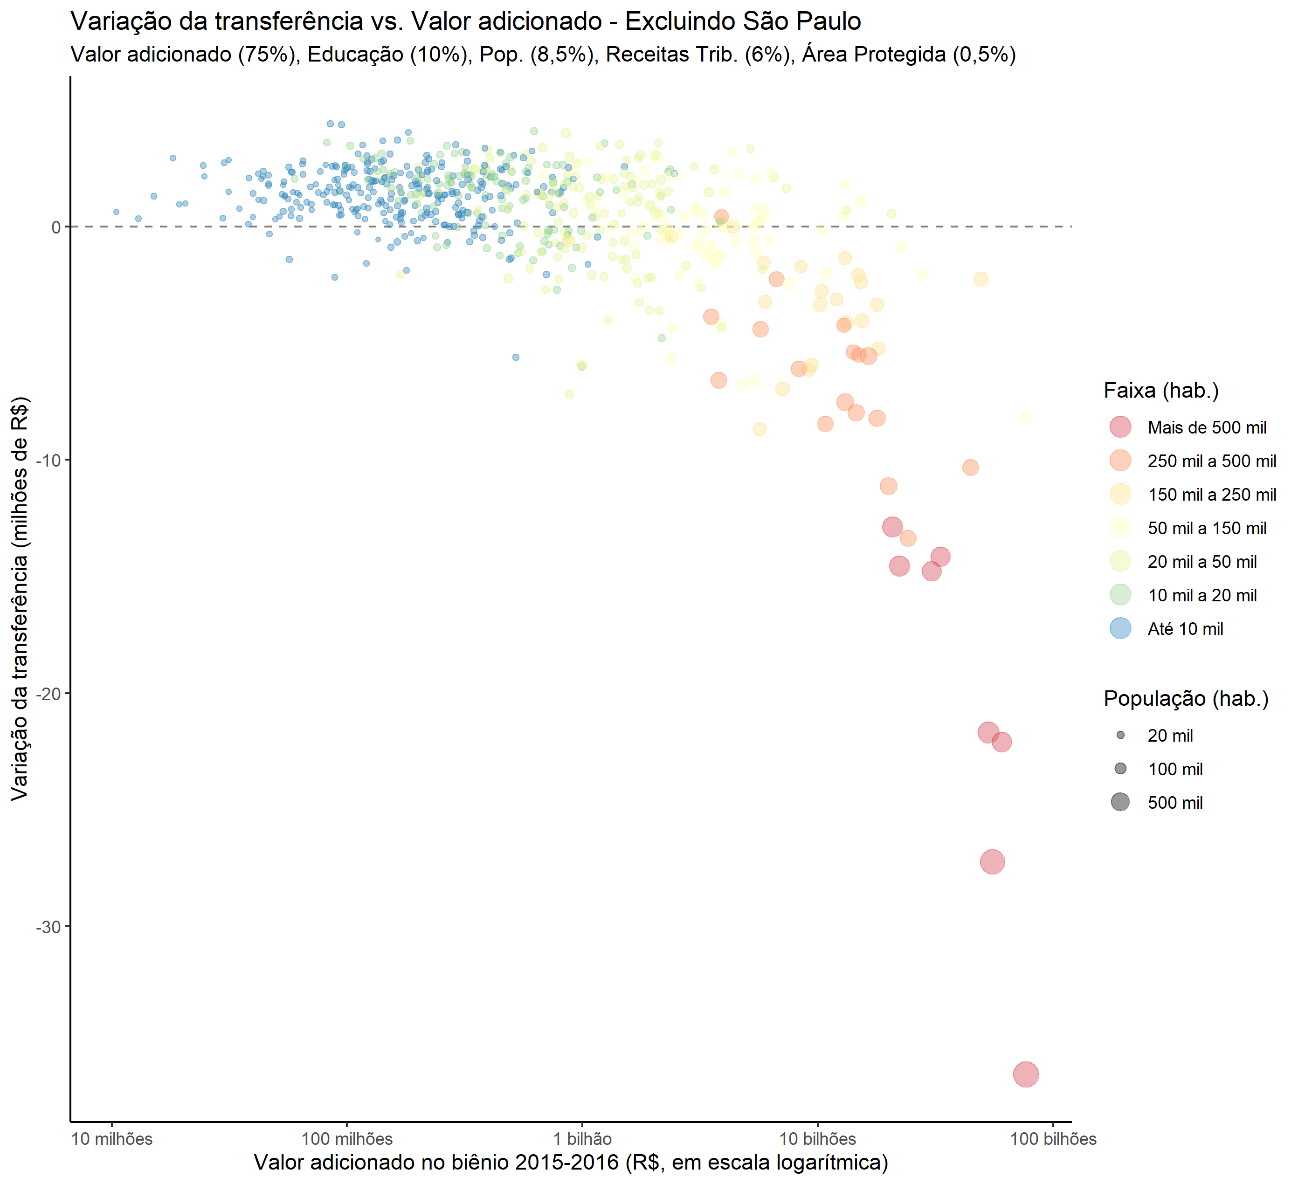 Variação da transferência vs. Valor adicionado - Excluindo São Paulo
Valor adicionado (75%), Educação (10%), Pop. (8,5%), Receitas Trib. (6%), Área Protegida (0,5%)
Variação da transferência (milhões de R$)
0
-10
-20
-30
10 milhões
100 milhões
1 bilhão
10 bilhões
100 bilhões
Valor adicionado no biênio 2015-2016 (R$, em escala logarítmica)
Faixa (hab.)
Mais de 500 mil
250 mil a 500 mil
150 mil a 250 mil
50 mil a 150 mil
20 mil a 50 mil
10 mil a 20 mil
Até 10 mil
População (hab.)
20 mil
100 mil
500 mil